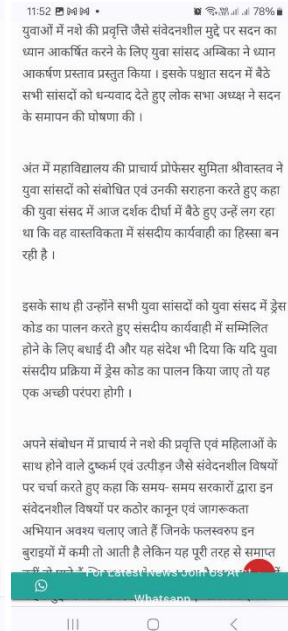 11:52
78%
युवाओं में नशे की प्रवृत्ति जैसे संवेदनशील मुद्दे पर सदन का
ध्यान आकर्षित करने के लिए युवा सांसद अम्बिका ने ध्यान
आकर्षण प्रस्ताव प्रस्तुत किया । इसके पश्चात सदन में बैठे
सभी सांसदों को धन्यवाद देते हुए लोक सभा अध्यक्ष ने सदन
के समापन की घोषणा की ।
अंत में महाविद्यालय की प्राचार्य प्रोफेसर सुमिता श्रीवास्तव ने
युवा सांसदों को संबोधित एवं उनकी सराहना करते हुए कहा
की युवा संसद में आज दर्शक दीर्घा में बैठे हुए उन्हें लग रहा
था कि वह वास्तविकता में संसदीय कार्यवाही का हिस्सा बन
रही है ।
इसके साथ ही उन्होंने सभी युवा सांसदों को युवा संसद में ड्रेस
कोड का पालन करते हुए संसदीय कार्यवाही में सम्मिलित
होने के लिए बधाई दी और यह संदेश भी दिया कि यदि युवा
संसदीय प्रक्रिया में ड्रेस कोड का पालन किया जाए तो यह
एक अच्छी परंपरा होगी ।
अपने संबोधन में प्राचार्य ने नशे की प्रवृत्ति एवं महिलाओं के
साथ होने वाले दुष्कर्म एवं उत्पीड़न जैसे संवेदनशील विषयों
पर चर्चा करते हुए कहा कि समय- समय सरकारों द्वारा इन
संवेदनशील विषयों पर कठोर कानून एवं जागरूकता
अभियान अवश्य चलाए जाते हैं जिनके फलस्वरुप इन
बुराइयों में कमी तो आती है लेकिन यह पूरी तरह से समाप्त
For Latest News Join Us At
Whatsapp